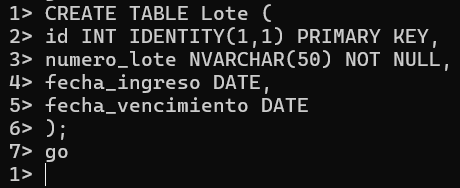 1> CREATE TABLE Lote (
2> id INT IDENTITY(1,1) PRIMARY KEY,
3> numero_lote NVARCHAR(50) NOT NULL,
4> fecha_ingreso DATE,
5> fecha_vencimiento DATE
6> );
7> go
1>